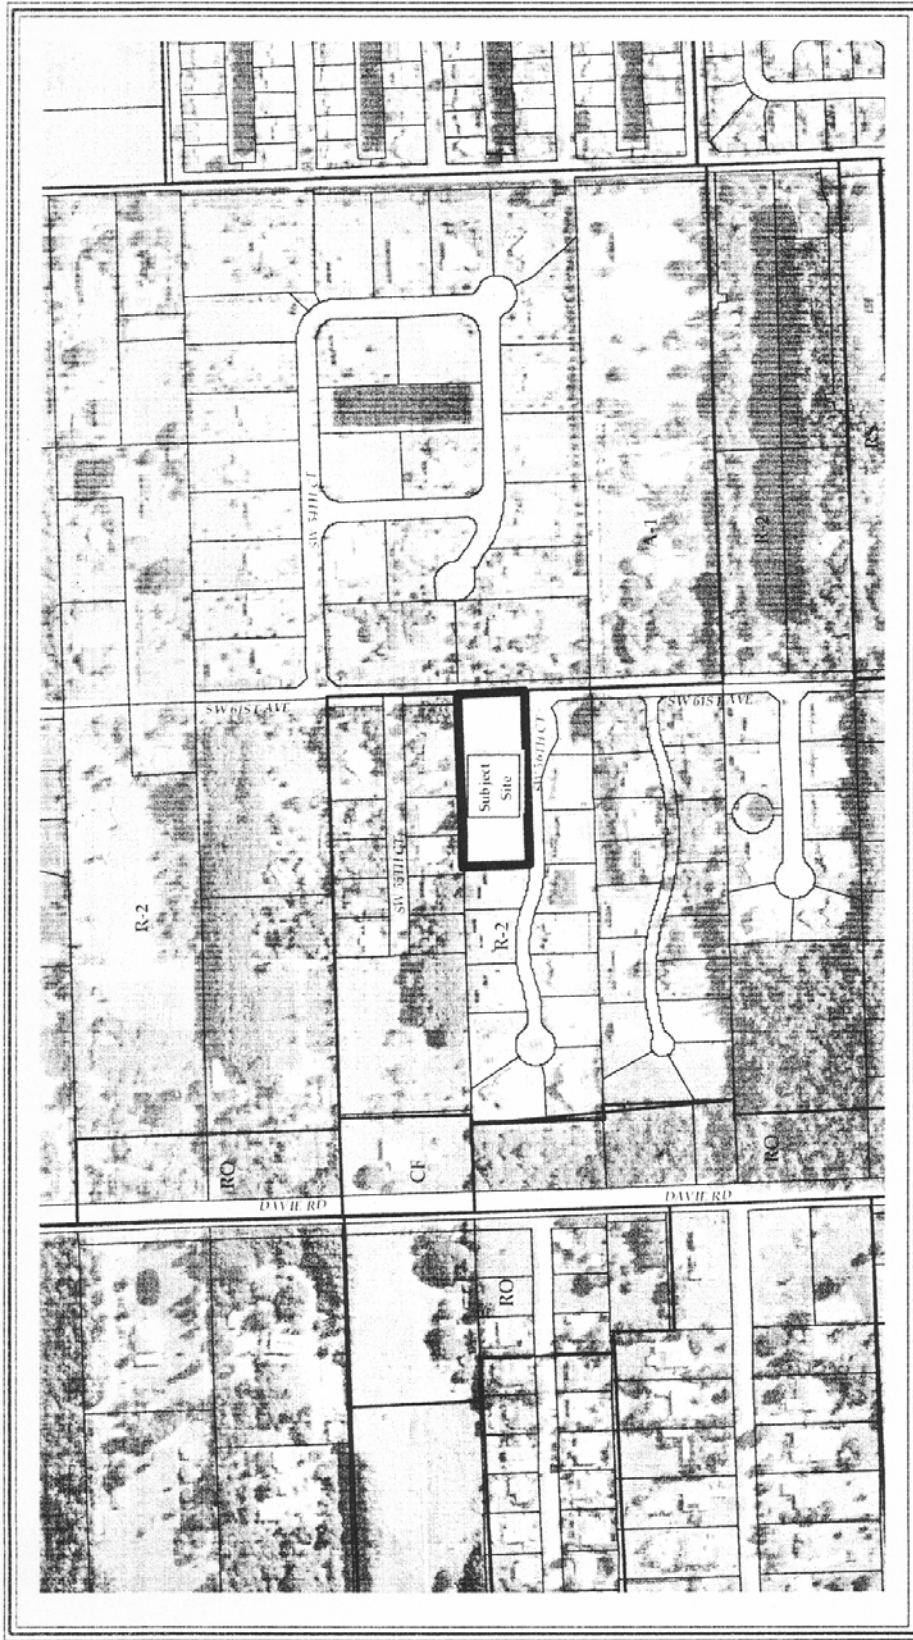 SW 54TH CT
A-1
R-2
SW 61ST AVE
SW 61ST AVE
SW 56TH CT
Subject
Site
SW 55TH CT
R-2
R-2
RO
CF
RO
DAVIE RD
DAVIE RD
RO